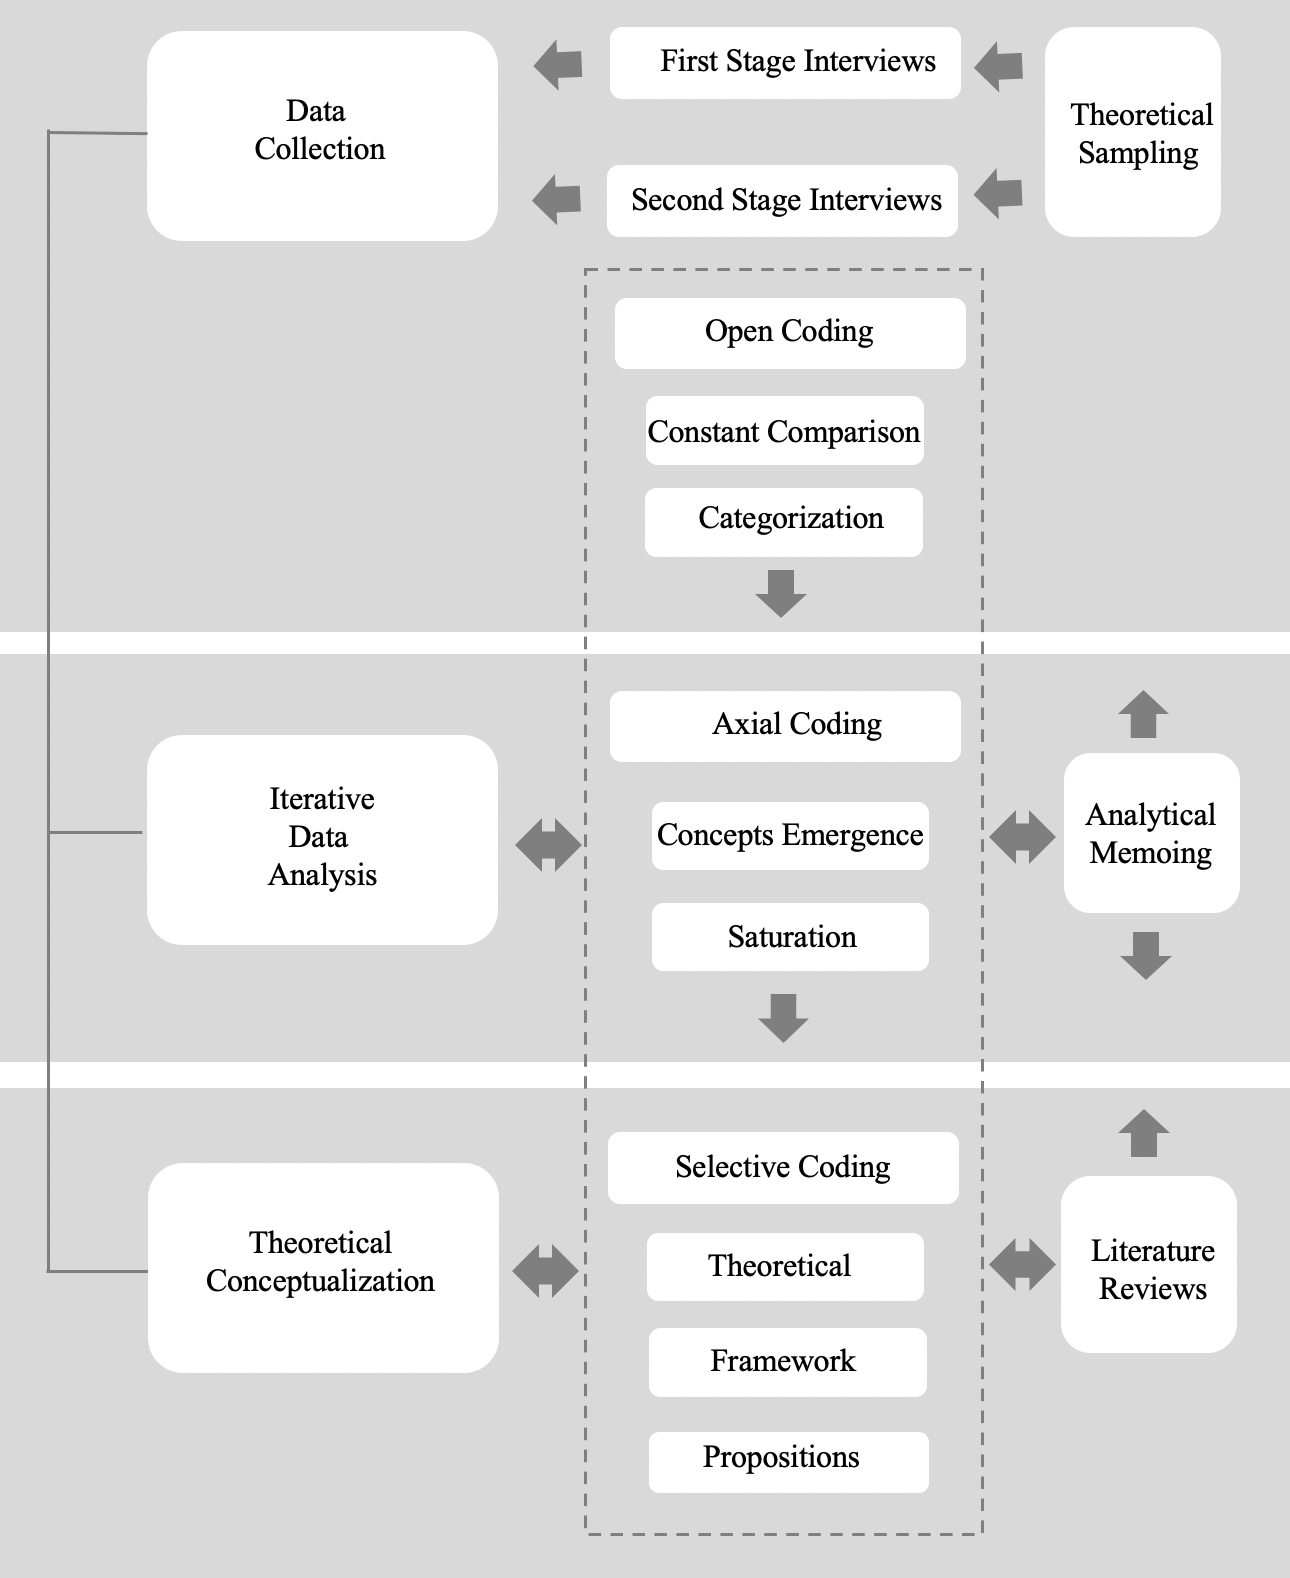 Data
Collection
First Stage Interviews
Second Stage Interviews
Theoretical
Sampling
Open Coding
Constant Comparison
Categorization
Iterative
Data
Analysis
Axial Coding
Concepts Emergence
Saturation
Analytical
Memoing
Theoretical
Conceptualization
Selective Coding
Theoretical
Framework
Propositions
Literature
Reviews